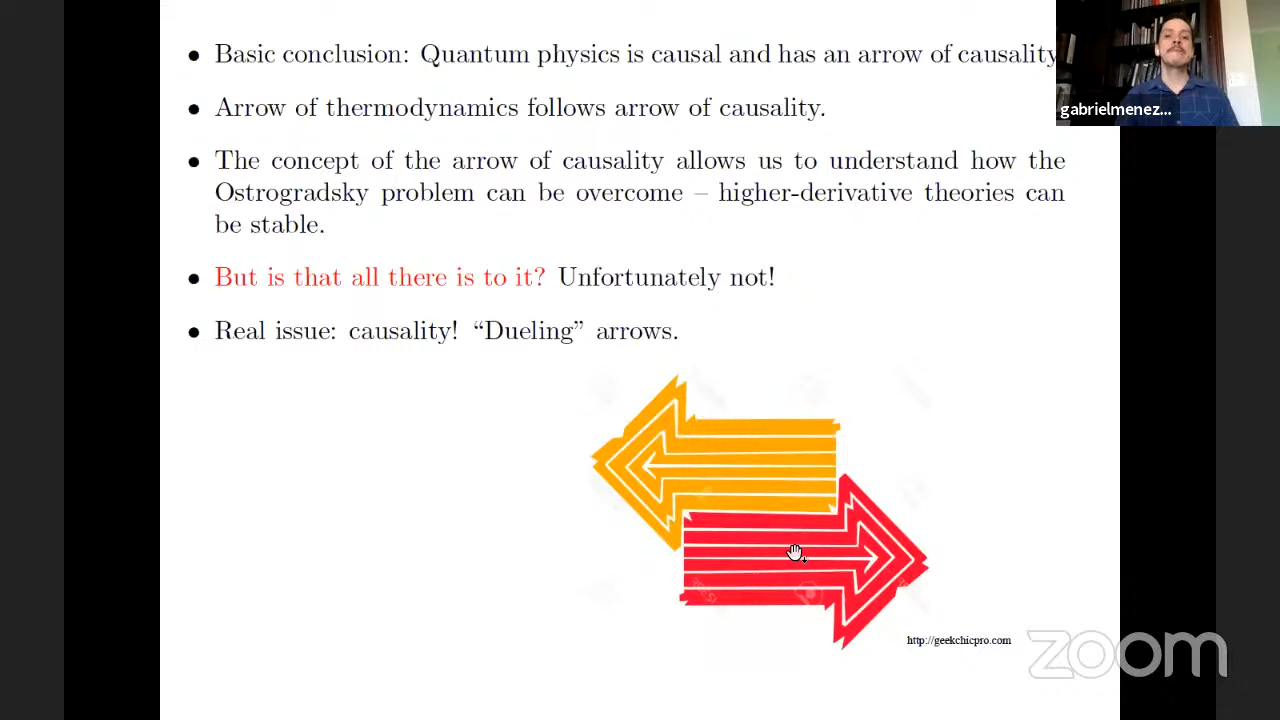 • Basic conclusion: Quantum physics is causal and has an arrow of causality
gabrielmenez...
• Arrow of thermodynamics follows arrow of causality.
• The concept of the arrow of causality allows us to understand how the
Ostrogradsky problem can be overcome – higher-derivative theories can
be stable.
• But is that all there is to it? Unfortunately not!
• Real issue: causality! “Dueling” arrows.
http://geekchicpro.com
zoom